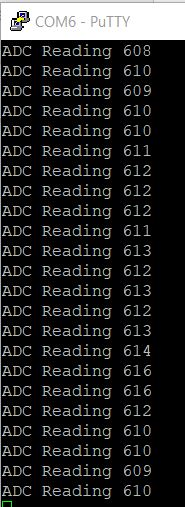 COM6 - PuTTY
ADC Reading 608
ADC Reading 610
ADC Reading 609
ADC Reading 610
ADC Reading 610
ADC Reading 611
ADC Reading 612
ADC Reading 612
ADC Reading 612
ADC Reading 611
ADC Reading 613
ADC Reading 612
ADC Reading 613
ADC Reading 612
ADC Reading 613
ADC Reading 614
ADC Reading 616
ADC Reading 616
ADC Reading 612
ADC Reading 610
ADC Reading 610
ADC Reading 609
ADC Reading 610